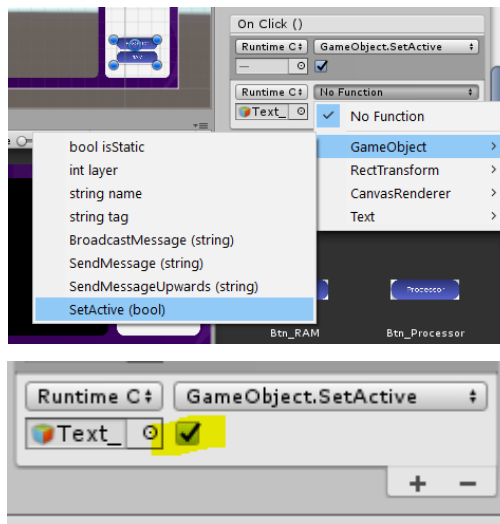 On Click ()
Runtime C GameObject.SetActive
—
Runtime C No Function
Text_
No Function
GameObject
RectTransform
CanvasRenderer
Text
bool isStatic
int layer
string name
string tag
BroadcastMessage (string)
SendMessage (string)
SendMessageUpwards (string)
SetActive (bool)
Processor
Btn_RAM Btn_Processor
Runtime C GameObject.SetActive
Text_
+ −